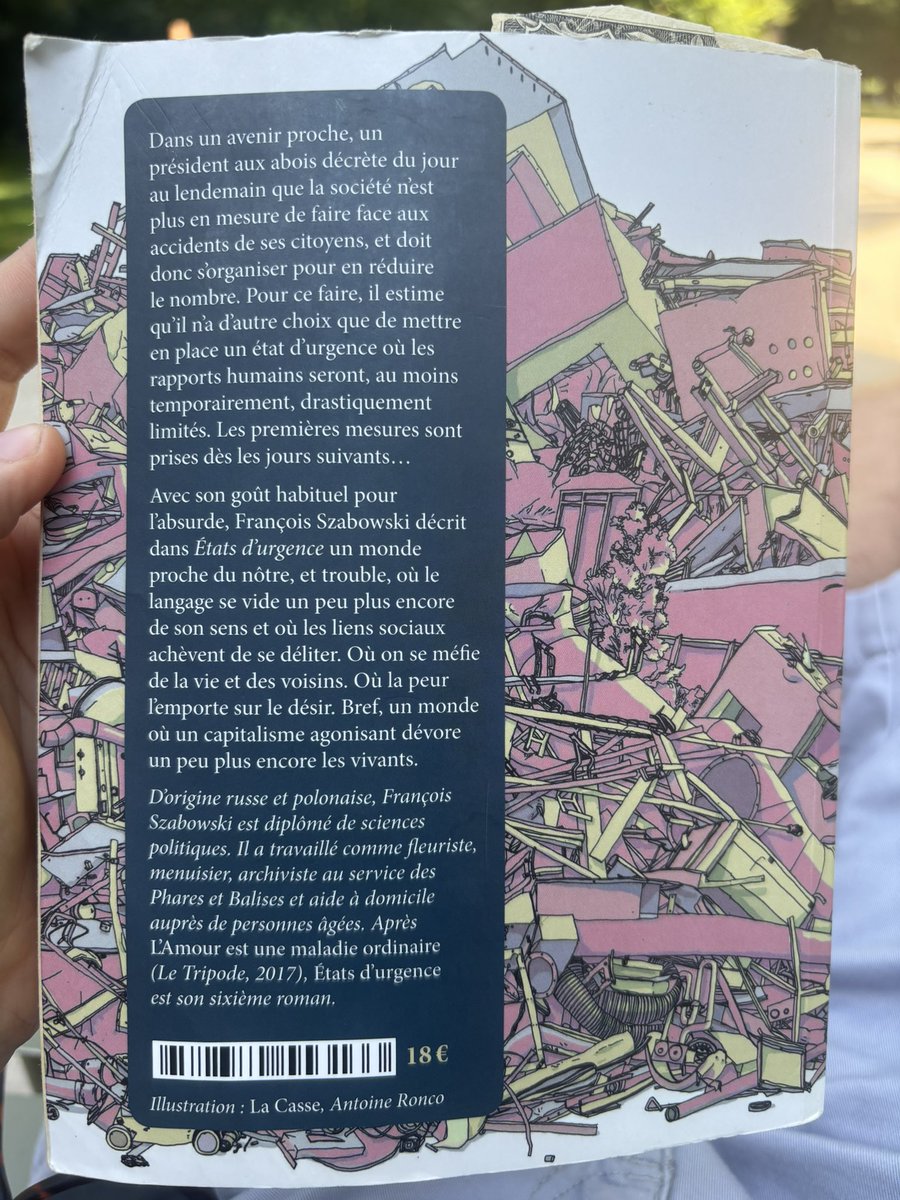 Dans un avenir proche, un
président aux abois décrète du jour
au lendemain que la société n'est
plus en mesure de faire face aux
accidents de ses citoyens, et doit
donc s'organiser pour en réduire
le nombre. Pour ce faire, il estime
qu'il n'a d'autre choix que de mettre
en place un état d'urgence où les
rapports humains seront, au moins
temporairement, drastiquement
limités. Les premières mesures sont
prises dès les jours suivants…
Avec son goût habituel pour
l'absurde, François Szabowski décrit
dans États d'urgence un monde
proche du nôtre, et trouble, où le
langage se vide un peu plus encore
de son sens et où les liens sociaux
achèvent de se déliter. Où on se méfie
de la vie et des voisins. Où la peur
l'emporte sur le désir. Bref, un monde
où un capitalisme agonisant dévore
un peu plus encore les vivants.
D'origine russe et polonaise, François
Szabowski est diplômé de sciences
politiques. Il a travaillé comme fleuriste,
menuisier, archiviste au service des
Phares et Balises et aide à domicile
auprès de personnes âgées. Après
L'Amour est une maladie ordinaire
(Le Tripode, 2017), États d'urgence
est son sixième roman.
18 €
Illustration : La Casse, Antoine Ronco